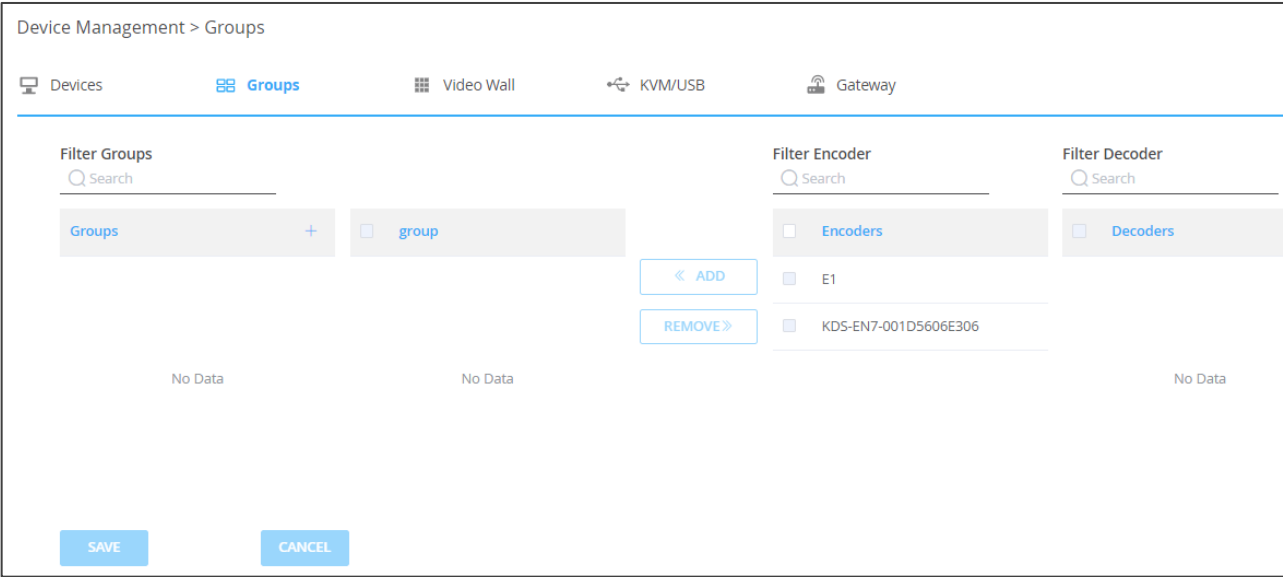 Device Management > Groups
Devices Groups Video Wall KVM/USB Gateway
Filter Groups Filter Encoder Filter Decoder
Search Search Search
Groups + group Encoders Decoders
« ADD E1
REMOVE » KDS-EN7-001D5606E306
No Data No Data No Data
SAVE CANCEL